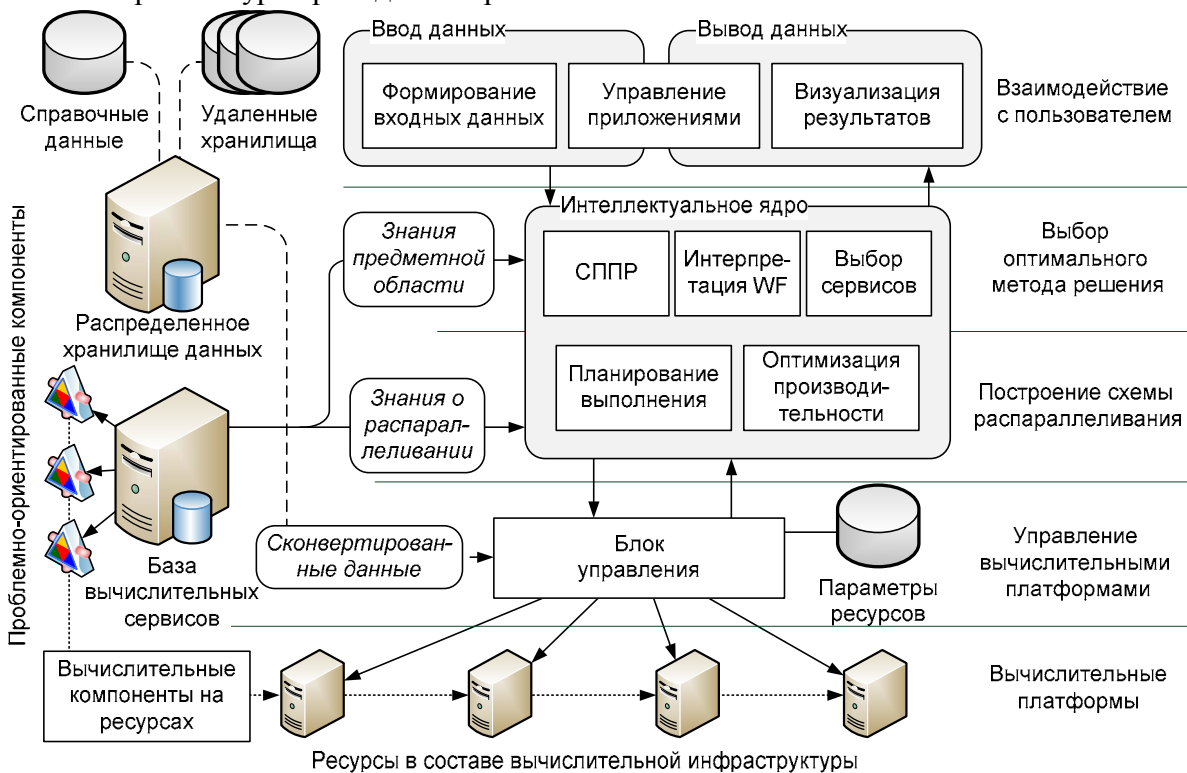 Ввод данных
Вывод данных
Справочные
данные
Удаленные
хранилища
Формирование
входных данных
Управление
приложениями
Визуализация
результатов
Взаимодействие
с пользователем
Проблемно-ориентированные компоненты
Распределенное
хранилище данных
Знания
предметной
области
Интеллектуальное ядро
СППР
Интерпре-
тация WF
Выбор
сервисов
Выбор
оптимального
метода решения
Знания о
распарал-
леливании
Планирование
выполнения
Оптимизация
производи-
тельности
Построение схемы
распараллеливания
База
вычислительных
сервисов
Сконвертирован-
ные данные
Блок
управления
Параметры
ресурсов
Управление
вычислительными
платформами
Вычислительные
компоненты на
ресурсах
Вычислительные
платформы
Ресурсы в составе вычислительной инфраструктуры